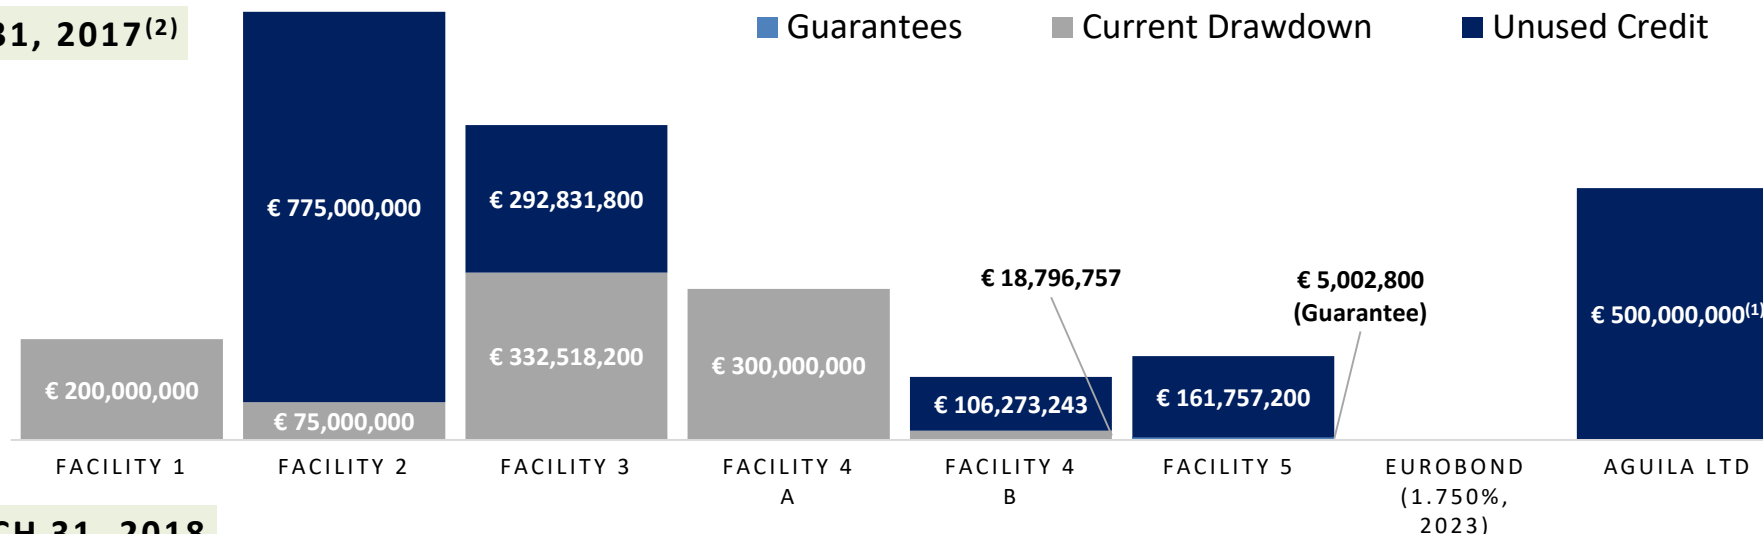 31, 2017(2)
Guarantees Current Drawdown Unused Credit
€ 775,000,000
€ 292,831,800
€ 18,796,757
€ 5,002,800
(Guarantee)
€ 500,000,000(1)
€ 332,518,200
€ 300,000,000
€ 200,000,000
€ 106,273,243
€ 161,757,200
€ 75,000,000
FACILITY 1 FACILITY 2 FACILITY 3 FACILITY 4 FACILITY 4 FACILITY 5 EUROBOND AGUILA LTD
A B (1.750%,
2023)
CH 31, 2018